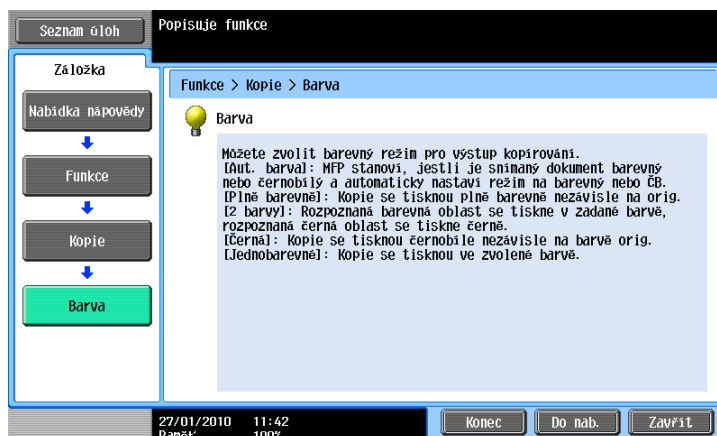 Seznam úloh
Popisuje funkce
Záložka
Nabídka nápovědy
Funkce
Kopie
Barva
Funkce > Kopie > Barva
Barva
Můžete zvolit barevný režim pro výstup kopírování.
[Aut. barva]: MFP stanoví, jestli je snímaný dokument barevný
nebo černobílý a automaticky nastaví režim na barevný nebo ČB.
[Plně barevně]: Kopie se tisknou plně barevně nezávisle na orig.
[2 barvy]: Rozpoznaná barevná oblast se tiskne v zadané barvě,
rozpoznaná černá oblast se tiskne černě.
[Černá]: Kopie se tisknou černobíle nezávisle na barvě orig.
[Jednobarevně]: Kopie se tisknou ve zvolené barvě.
27/01/2010 11:42
Paměť 100%
Konec
Do nab.
Zavřít